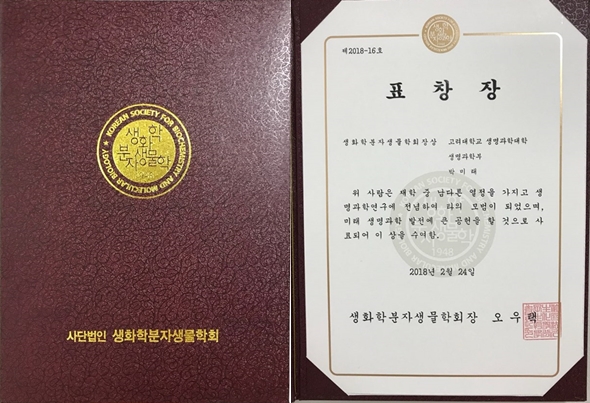 KOREAN SOCIETY FOR BIOCHEMISTRY AND MOLECULAR BIOLOGY
생화학
분자생물학
1948
사단법인 생화학분자생물학회
제2018-16호
표 창 장
생화학분자생물학회장상 고려대학교 생명과학대학
생명과학부
박미래
위 사람은 재학 중 남다른 열정을 가지고 생
명과학연구에 전념하여 타의 모범이 되었으며,
미래 생명과학 발전에 큰 공헌을 할 것으로 사
료되어 이 상을 수여함.
2018년 2월 24일
생화학분자생물학회장 오우택